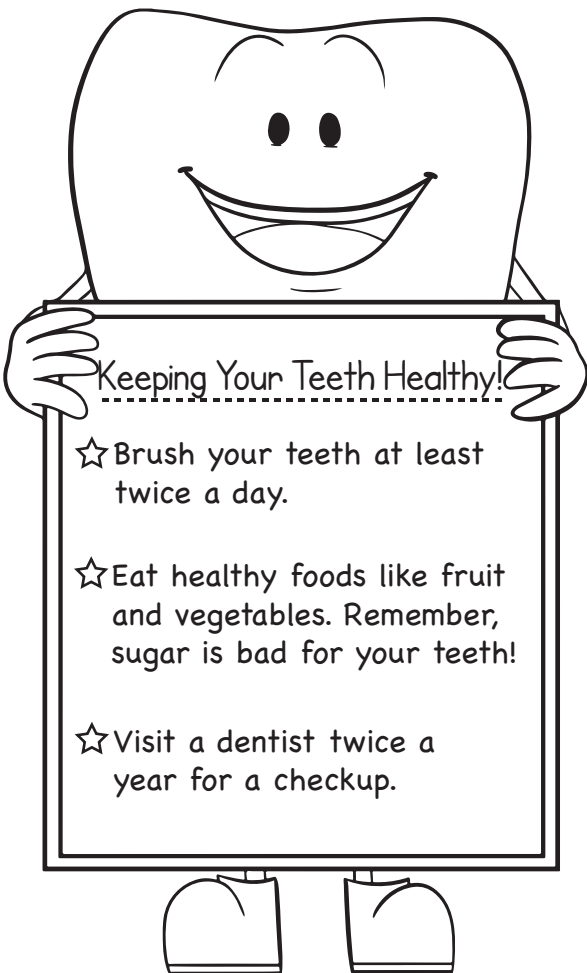 Keeping Your Teeth Healthy!
Brush your teeth at least
twice a day.
Eat healthy foods like fruit
and vegetables. Remember,
sugar is bad for your teeth!
Visit a dentist twice a
year for a checkup.